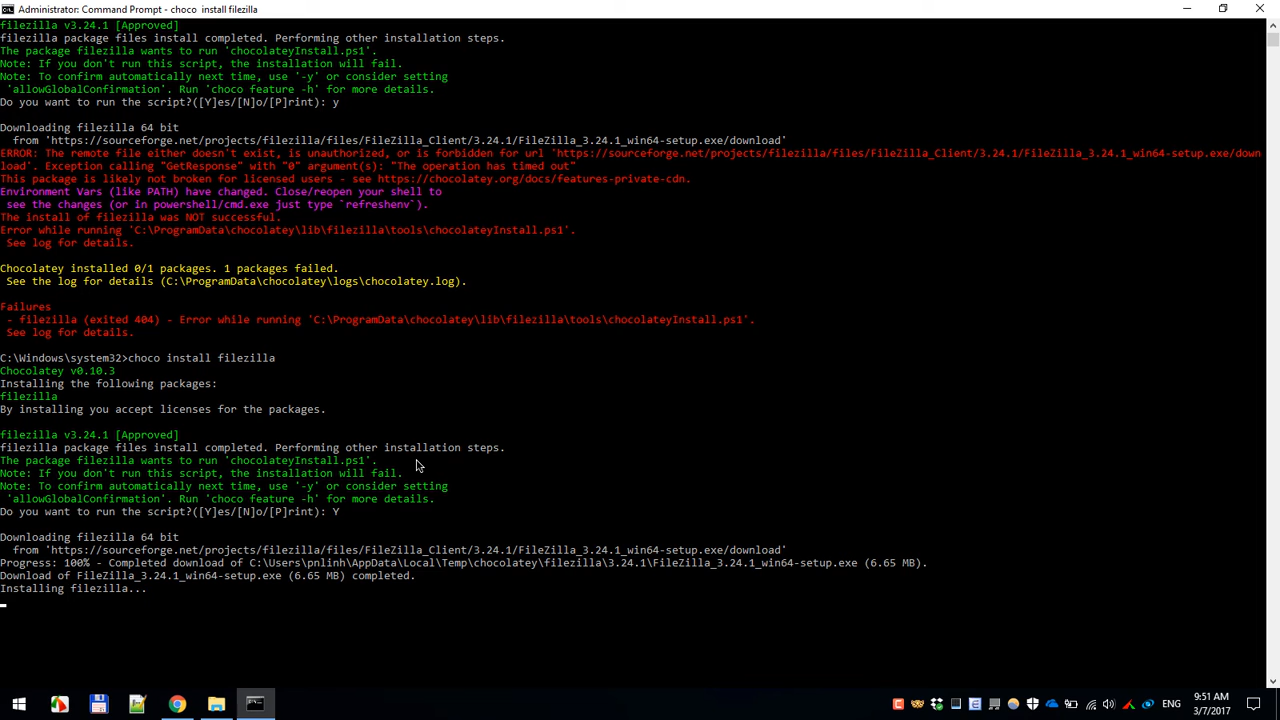 Administrator: Command Prompt - choco  install filezilla
filezilla v3.24.1 [Approved]
filezilla package files install completed. Performing other installation steps.
The package filezilla wants to run 'chocolateyInstall.ps1'.
Note: If you don't run this script, the installation will fail.
Note: To confirm automatically next time, use '-y' or consider setting
 'allowGlobalConfirmation'. Run 'choco feature -h' for more details.
Do you want to run the script?([Y]es/[N]o/[P]rint): y
Downloading filezilla 64 bit
  from 'https://sourceforge.net/projects/filezilla/files/FileZilla_Client/3.24.1/FileZilla_3.24.1_win64-setup.exe/download'
ERROR: The remote file either doesn't exist, is unauthorized, or is forbidden for url 'https://sourceforge.net/projects/filezilla/files/FileZilla_Client/3.24.1/FileZilla_3.24.1_win64-setup.exe/down
load'. Exception calling "GetResponse" with "0" argument(s): "The operation has timed out"
This package is likely not broken for licensed users - see https://chocolatey.org/docs/features-private-cdn.
Environment Vars (like PATH) have changed. Close/reopen your shell to
 see the changes (or in powershell/cmd.exe just type `refreshenv`).
The install of filezilla was NOT successful.
Error while running 'C:\ProgramData\chocolatey\lib\filezilla\tools\chocolateyInstall.ps1'.
 See log for details.
Chocolatey installed 0/1 packages. 1 packages failed.
 See the log for details (C:\ProgramData\chocolatey\logs\chocolatey.log).
Failures
 - filezilla (exited 404) - Error while running 'C:\ProgramData\chocolatey\lib\filezilla\tools\chocolateyInstall.ps1'.
 See log for details.
C:\Windows\system32>choco install filezilla
Chocolatey v0.10.3
Installing the following packages:
filezilla
By installing you accept licenses for the packages.
filezilla v3.24.1 [Approved]
filezilla package files install completed. Performing other installation steps.
The package filezilla wants to run 'chocolateyInstall.ps1'.
Note: If you don't run this script, the installation will fail.
Note: To confirm automatically next time, use '-y' or consider setting
 'allowGlobalConfirmation'. Run 'choco feature -h' for more details.
Do you want to run the script?([Y]es/[N]o/[P]rint): Y
Downloading filezilla 64 bit
  from 'https://sourceforge.net/projects/filezilla/files/FileZilla_Client/3.24.1/FileZilla_3.24.1_win64-setup.exe/download'
Progress: 100% - Completed download of C:\Users\pnlinh\AppData\Local\Temp\chocolatey\filezilla\3.24.1\FileZilla_3.24.1_win64-setup.exe (6.65 MB).
Download of FileZilla_3.24.1_win64-setup.exe (6.65 MB) completed.
Installing filezilla...
ENG
9:51 AM
3/7/2017